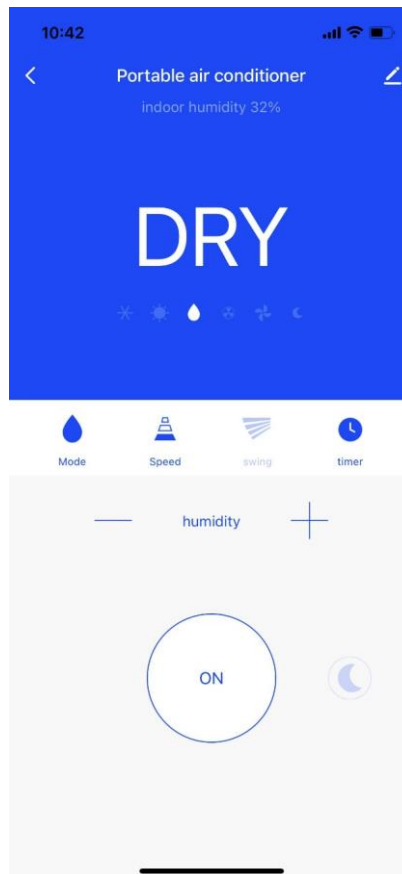 10:42
Portable air conditioner
indoor humidity 32%
DRY
Mode Speed swing timer
humidity
ON